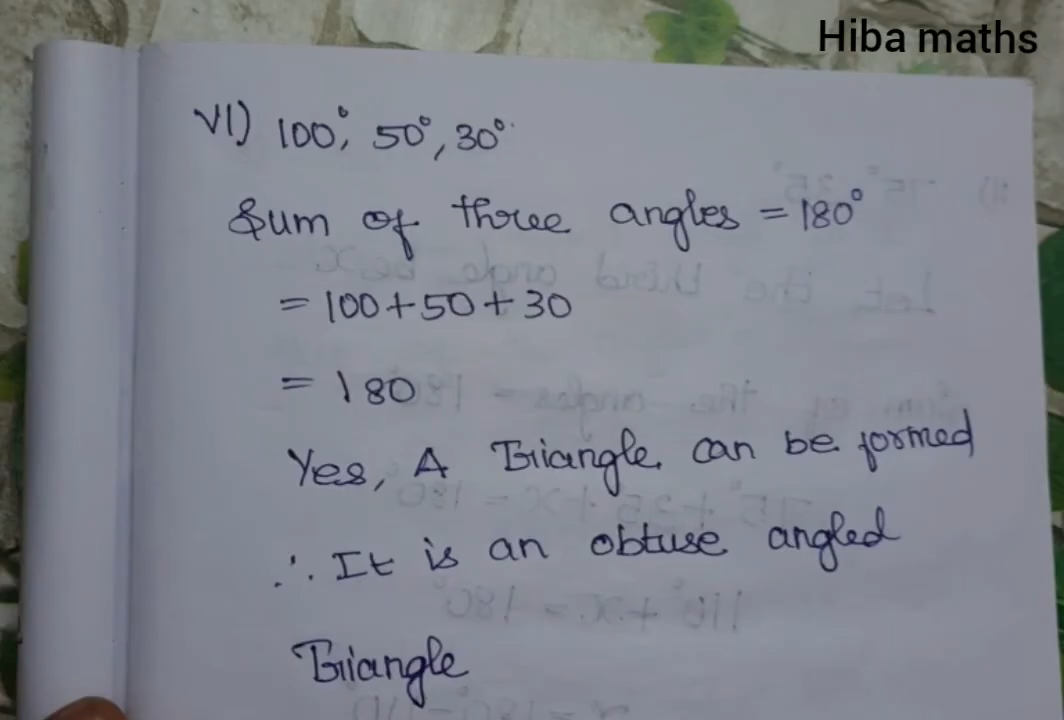 Hiba maths
VI) 100°, 50°, 30°
Sum of three angles = 180°
= 100+50+30
= 180
Yes, A Triangle can be formed
∴ It is an obtuse angled
Triangle